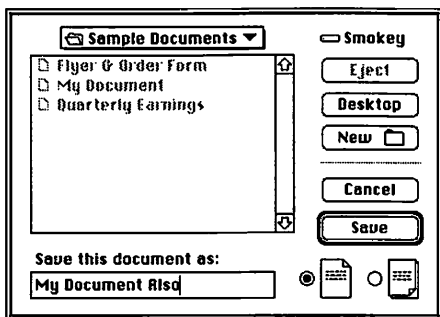 Sample Documents
Smokey
Flyer & Order Form
My Document
Quarterly Earnings
Eject
Desktop
New
Cancel
Save
Save this document as:
My Document Also